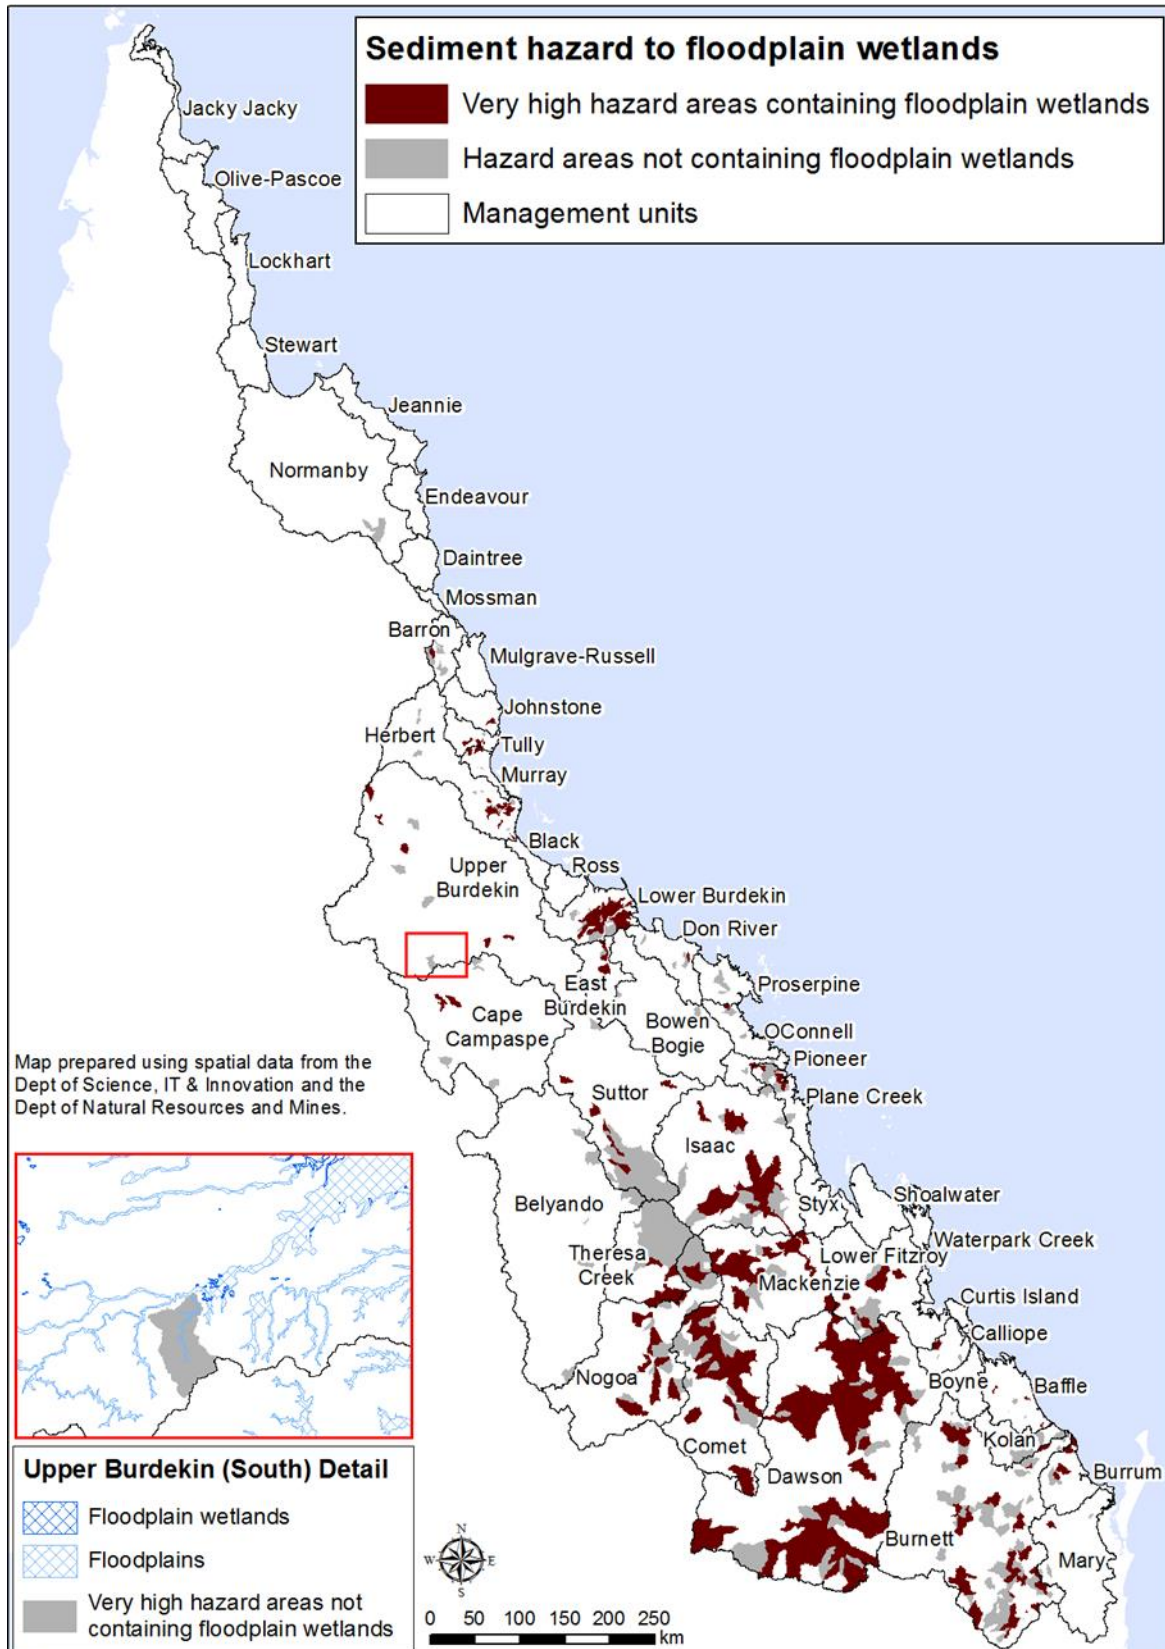 Sediment hazard to floodplain wetlands
Very high hazard areas containing floodplain wetlands
Hazard areas not containing floodplain wetlands
Management units
Jacky Jacky
Olive-Pascoe
Lockhart
Stewart
Jeannie
Normanby
Endeavour
Daintree
Mossman
Barron
Mulgrave-Russell
Johnstone
Herbert
Tully
Murray
Black
Upper
Burdekin
Ross
Lower Burdekin
Don River
East
Burdekin
Proserpine
Cape
Campaspe
Bowen
Bogie
OConnell
Pioneer
Plane Creek
Suttor
Isaac
Belyando
Styx
Shoalwater
Waterpark Creek
Theresa
Creek
Lower Fitzroy
Mackenzie
Curtis Island
Calliope
Nogoa
Boyne
Baffle
Comet
Kolan
Dawson
Burrum
Burnett
Mary
Map prepared using spatial data from the
Dept of Science, IT & Innovation and the
Dept of Natural Resources and Mines.
Upper Burdekin (South) Detail
Floodplain wetlands
Floodplains
Very high hazard areas not
containing floodplain wetlands
N
W E
S
0 50 100 150 200 250
km